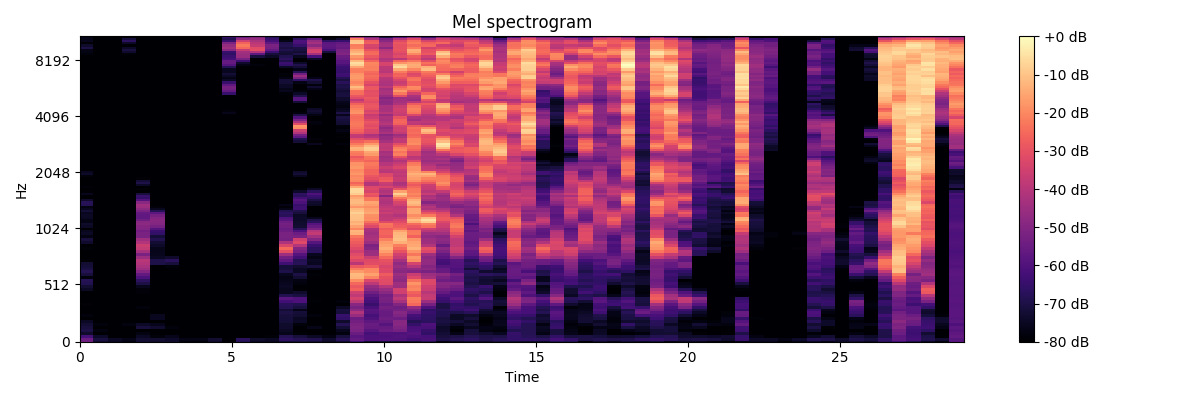 Mel spectrogram
Hz
8192
4096
2048
1024
512
0
0 5 10 15 20 25
Time
+0 dB
-10 dB
-20 dB
-30 dB
-40 dB
-50 dB
-60 dB
-70 dB
-80 dB